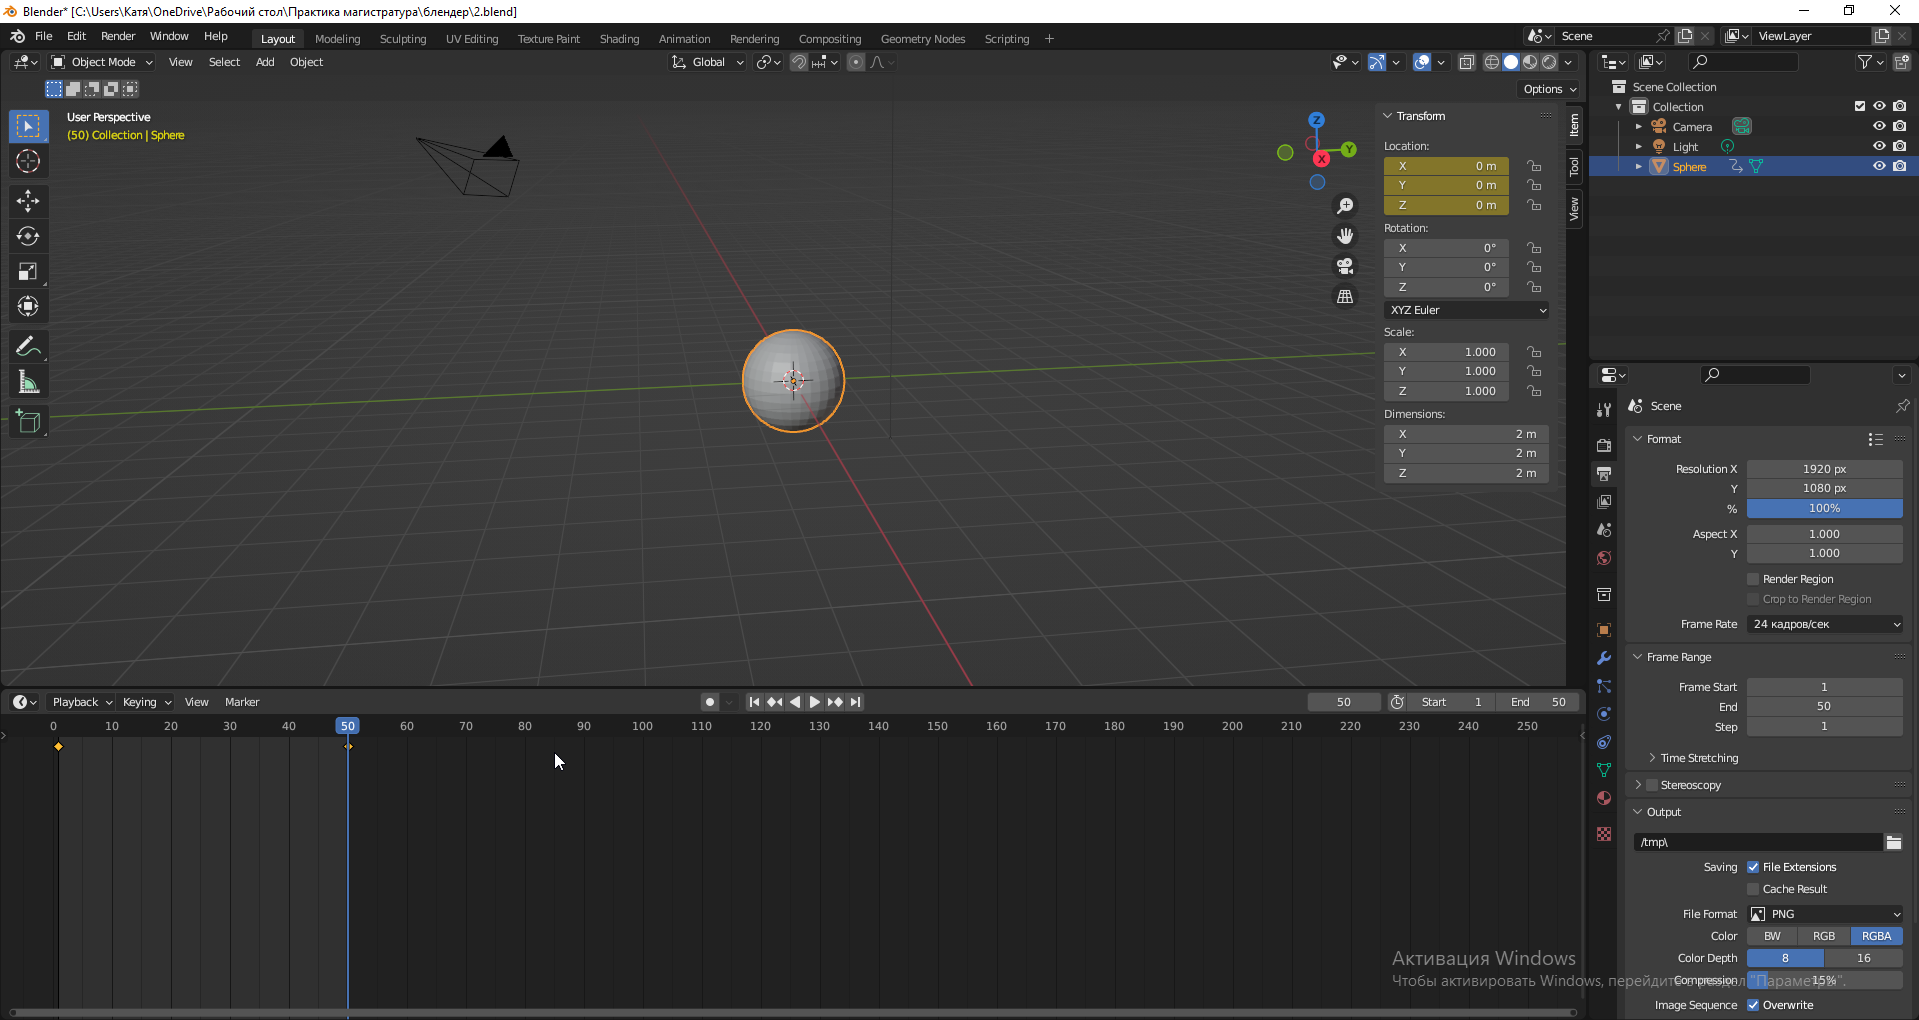 Blender* [C:\Users\Катя\OneDrive\Рабочий стол\Практика магистратура\блендер\2.blend]
File Edit Render Window Help Layout Modeling Sculpting UV Editing Texture Paint Shading Animation Rendering Compositing Geometry Nodes Scripting + Scene ViewLayer
Object Mode View Select Add Object Global
Options
User Perspective
(50) Collection | Sphere
Z
Y
X
Transform
Location:
X 0 m
Y 0 m
Z 0 m
Rotation:
X 0°
Y 0°
Z 0°
XYZ Euler
Scale:
X 1.000
Y 1.000
Z 1.000
Dimensions:
X 2 m
Y 2 m
Z 2 m
Item
Tool
View
Scene Collection
Collection
Camera
Light
Sphere
Scene
Format
Resolution X 1920 px
Y 1080 px
% 100%
Aspect X 1.000
Y 1.000
Render Region
Crop to Render Region
Frame Rate 24 кадров/сек
Frame Range
Frame Start 1
End 50
Step 1
Time Stretching
Stereoscopy
Output
/tmp\
Saving File Extensions
Cache Result
File Format PNG
Color BW RGB RGBA
Color Depth 8 16
Compression 15%
Image Sequence Overwrite
Playback Keying View Marker 50 Start 1 End 50
0 10 20 30 40 50 60 70 80 90 100 110 120 130 140 150 160 170 180 190 200 210 220 230 240 250
Активация Windows
Чтобы активировать Windows, перейдите в раздел "Параметры".